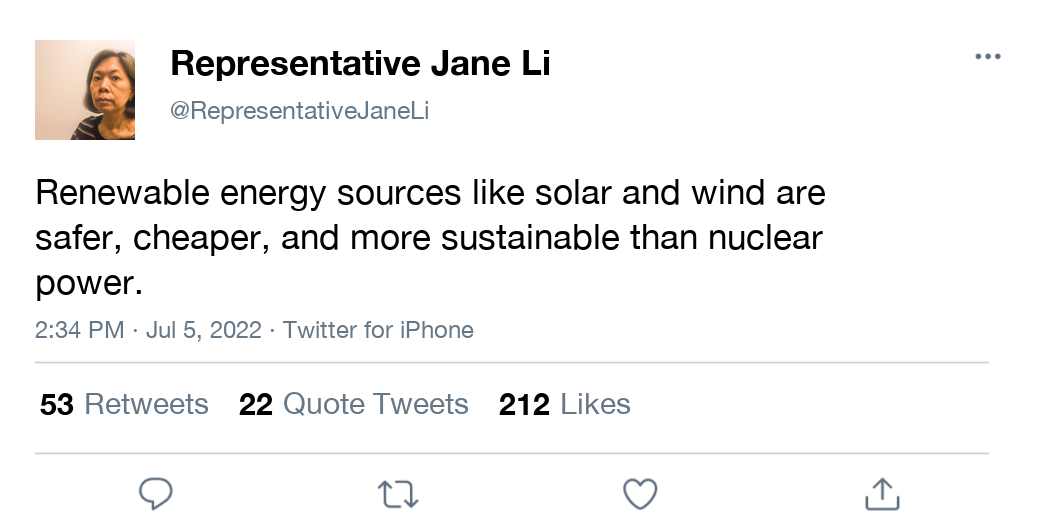 Representative Jane Li
@RepresentativeJaneLi
Renewable energy sources like solar and wind are
safer, cheaper, and more sustainable than nuclear
power.
2:34 PM · Jul 5, 2022 · Twitter for iPhone
53 Retweets 22 Quote Tweets 212 Likes